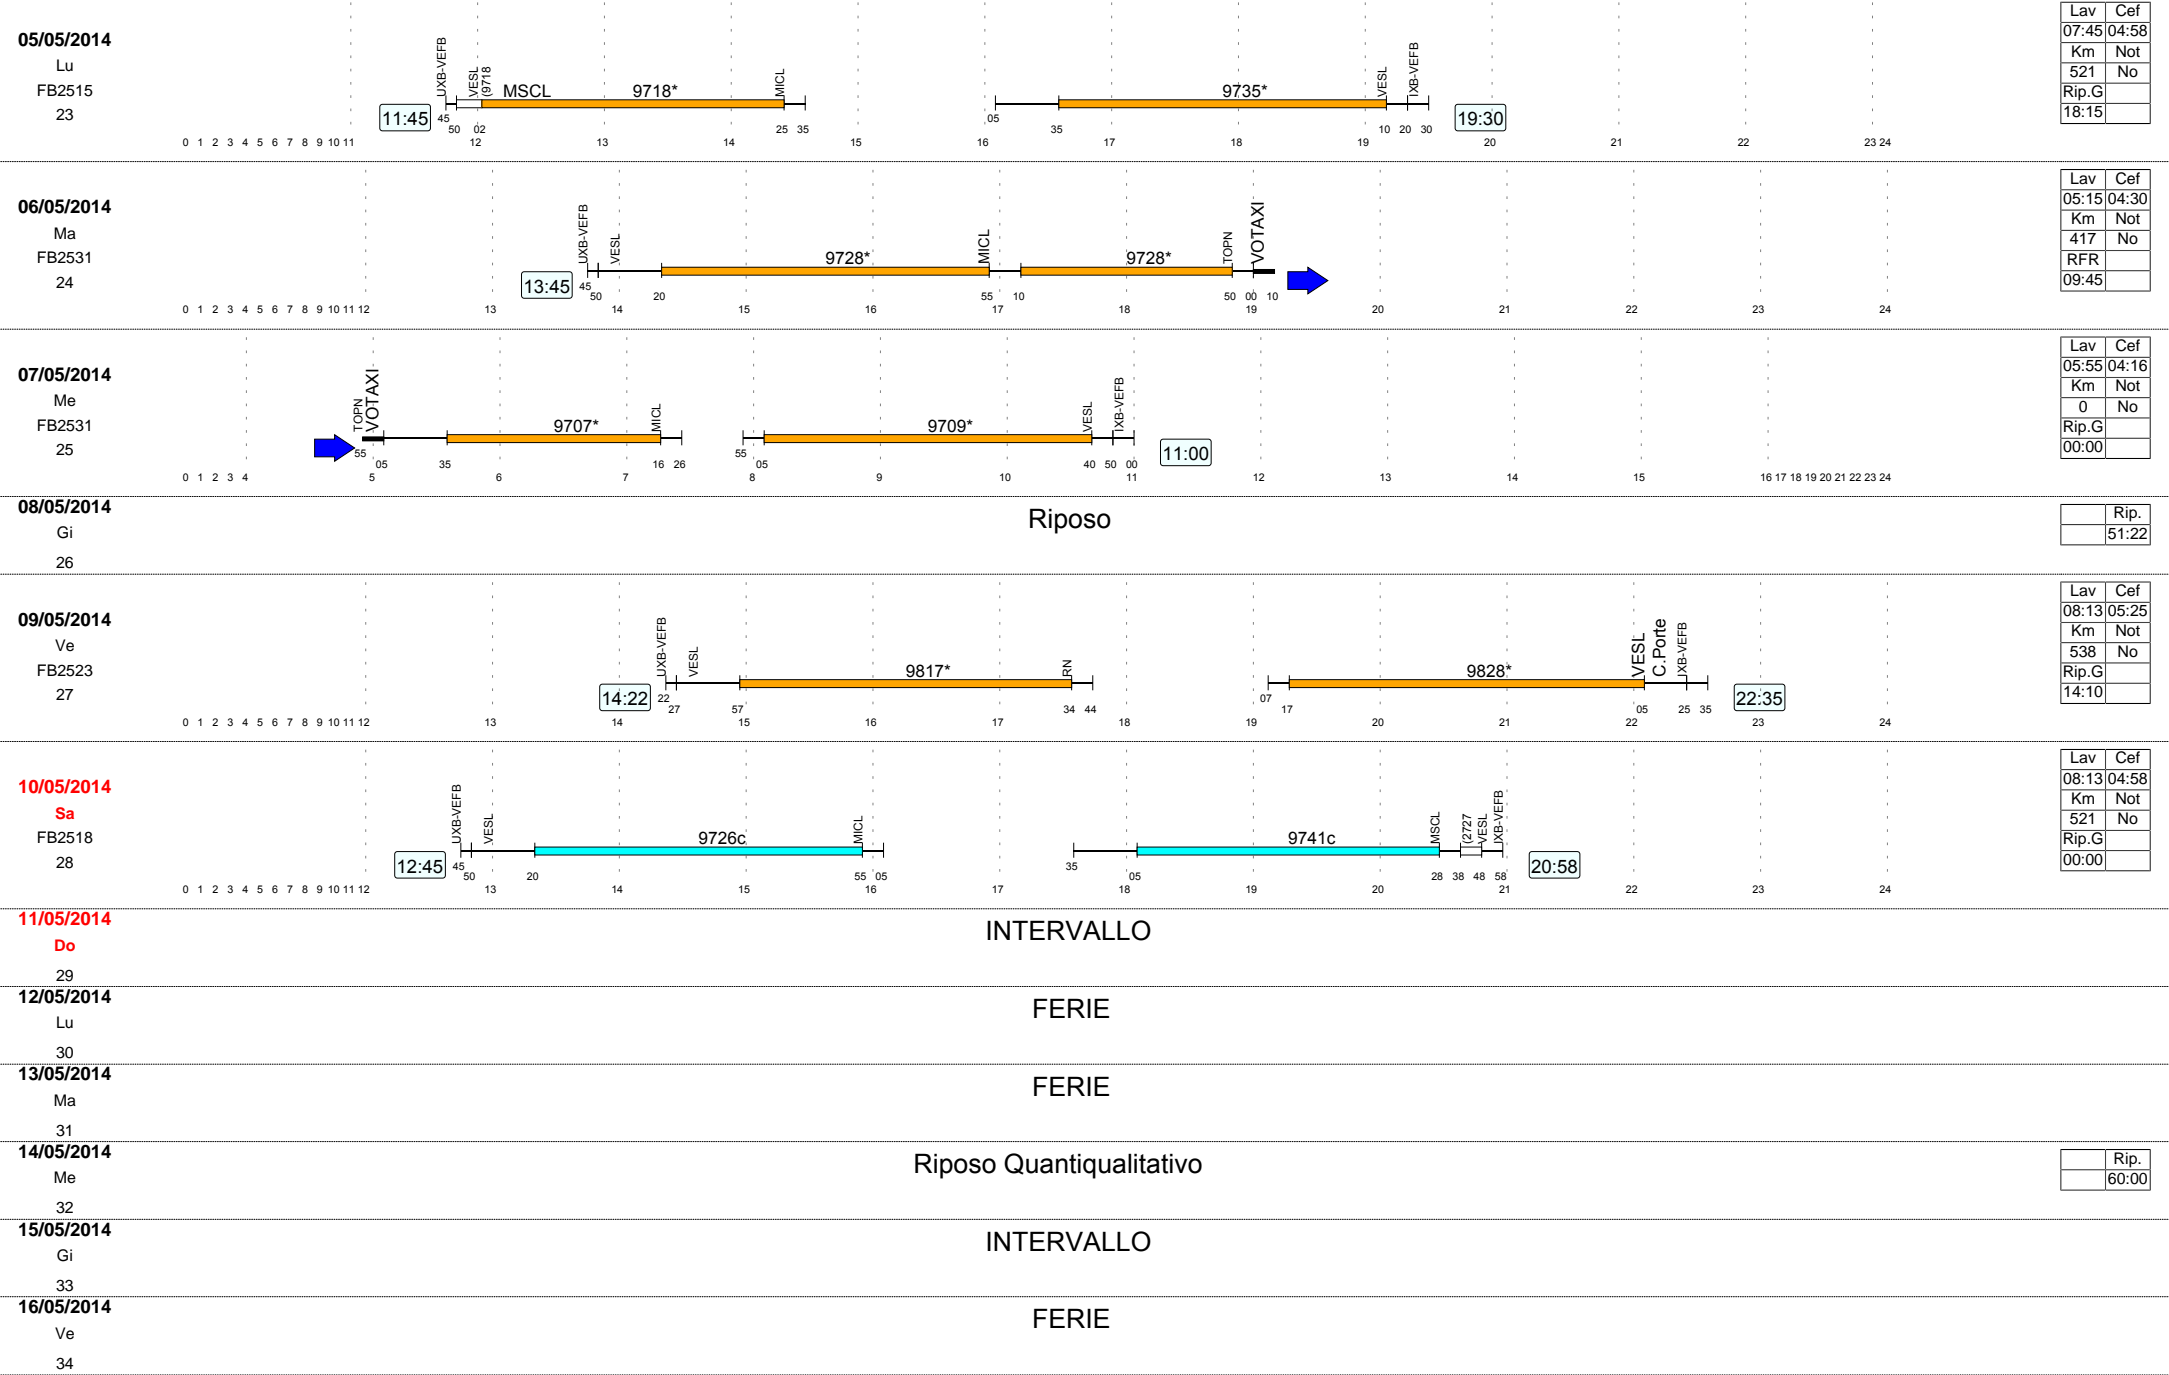 05/05/2014
Lu
FB2515
23
11:45
UXB-VEFB
VESL
(9718
MSCL
9718*
MICL
9735*
VESL
IXB-VEFB
19:30
45 50 02 25 35 05 35 10 20 30
0 1 2 3 4 5 6 7 8 9 10 11 12 13 14 15 16 17 18 19 20 21 22 23 24
Lav Cef
07:45 04:58
Km Not
521 No
Rip.G
18:15
06/05/2014
Ma
FB2531
24
13:45
UXB-VEFB
VESL
9728*
MICL
9728*
TOPN
VOTAXI
45 50 20 55 10 50 00 10
0 1 2 3 4 5 6 7 8 9 10 11 12 13 14 15 16 17 18 19 20 21 22 23 24
Lav Cef
05:15 04:30
Km Not
417 No
RFR
09:45
07/05/2014
Me
FB2531
25
TOPN
VOTAXI
9707*
MICL
9709*
VESL
IXB-VEFB
11:00
55 05 35 16 26 55 05 40 50 00
0 1 2 3 4 5 6 7 8 9 10 11 12 13 14 15 16 17 18 19 20 21 22 23 24
Lav Cef
05:55 04:16
Km Not
0 No
Rip.G
00:00
08/05/2014
Gi
26
Riposo
Rip.
51:22
09/05/2014
Ve
FB2523
27
14:22
UXB-VEFB
VESL
9817*
RN
9828*
VESL
C.Porte
IXB-VEFB
22:35
22 27 57 34 44 07 17 05 25 35
0 1 2 3 4 5 6 7 8 9 10 11 12 13 14 15 16 17 18 19 20 21 22 23 24
Lav Cef
08:13 05:25
Km Not
538 No
Rip.G
14:10
10/05/2014
Sa
FB2518
28
12:45
UXB-VEFB
VESL
9726c
MICL
9741c
MSCL
(2727
VESL
IXB-VEFB
20:58
45 50 20 55 05 35 05 28 38 48 58
0 1 2 3 4 5 6 7 8 9 10 11 12 13 14 15 16 17 18 19 20 21 22 23 24
Lav Cef
08:13 04:58
Km Not
521 No
Rip.G
00:00
11/05/2014
Do
29
INTERVALLO
12/05/2014
Lu
30
FERIE
13/05/2014
Ma
31
FERIE
14/05/2014
Me
32
Riposo Quantiqualitativo
Rip.
60:00
15/05/2014
Gi
33
INTERVALLO
16/05/2014
Ve
34
FERIE